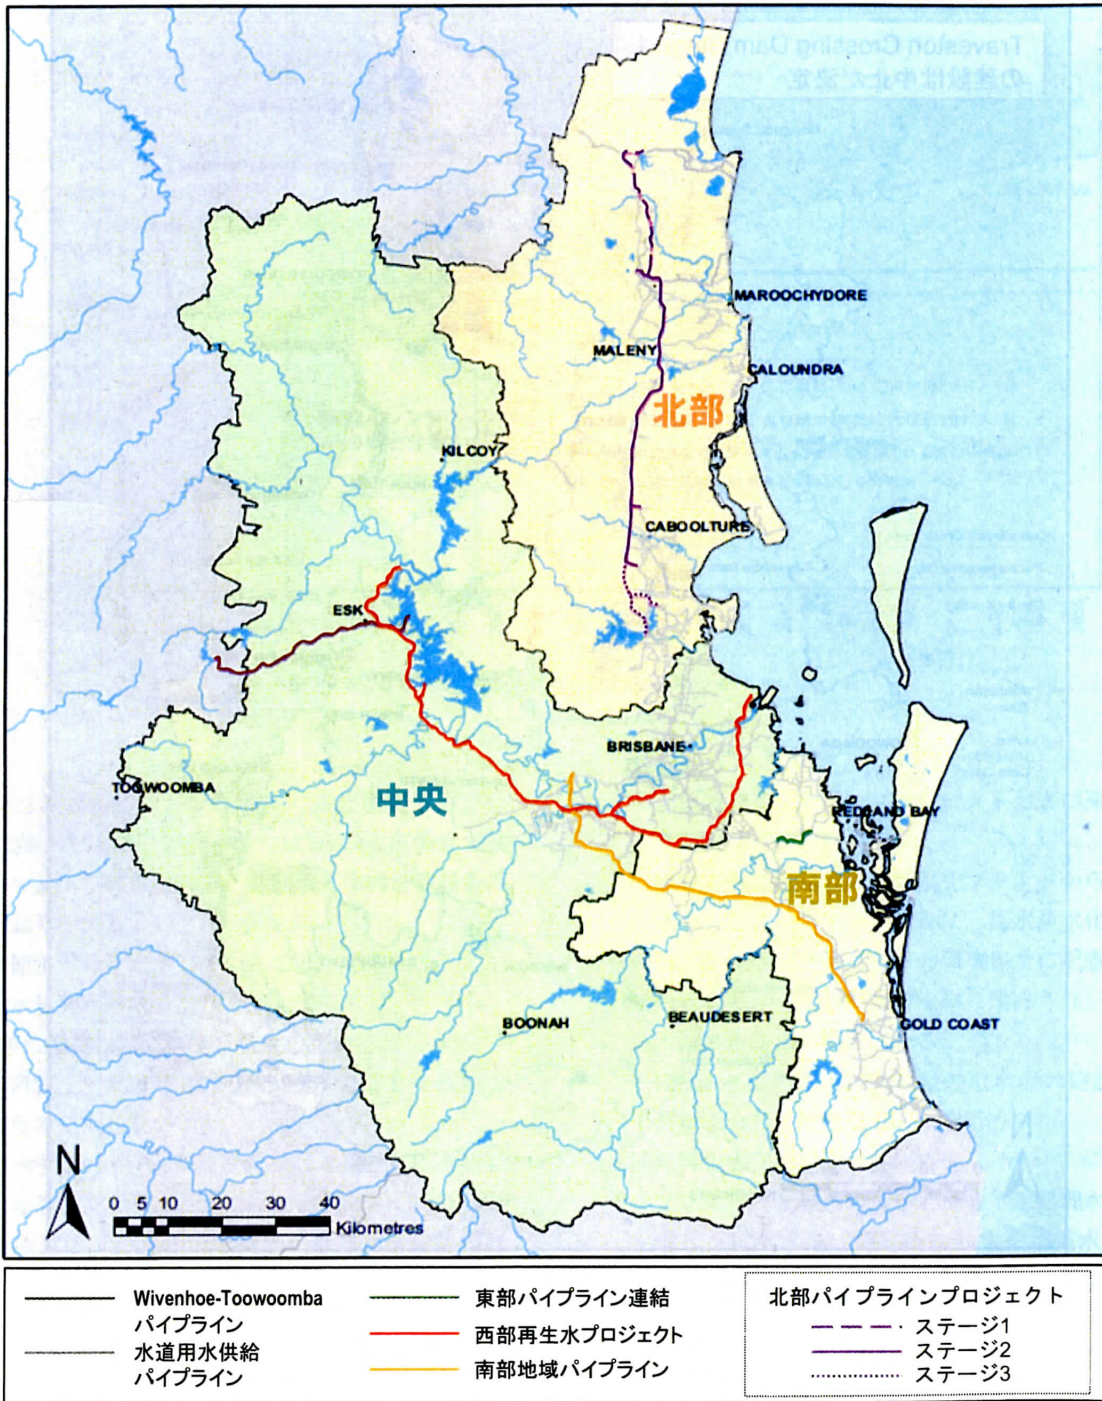 MAROOCHYDORE
MALENY
CALOUNDRA
北部
KILCOY
CABOOLTURE
ESK
BRISBANE
TOOWOOMBA
中央
REDLAND BAY
南部
BOONAH
BEAUDESERT
GOLD COAST
N
0 5 10 20 30 40
Kilometres
Wivenhoe-Toowoomba
パイプライン
水道用水供給
パイプライン
東部パイプライン連結
西部再生水プロジェクト
南部地域パイプライン
北部パイプラインプロジェクト
ステージ1
ステージ2
ステージ3